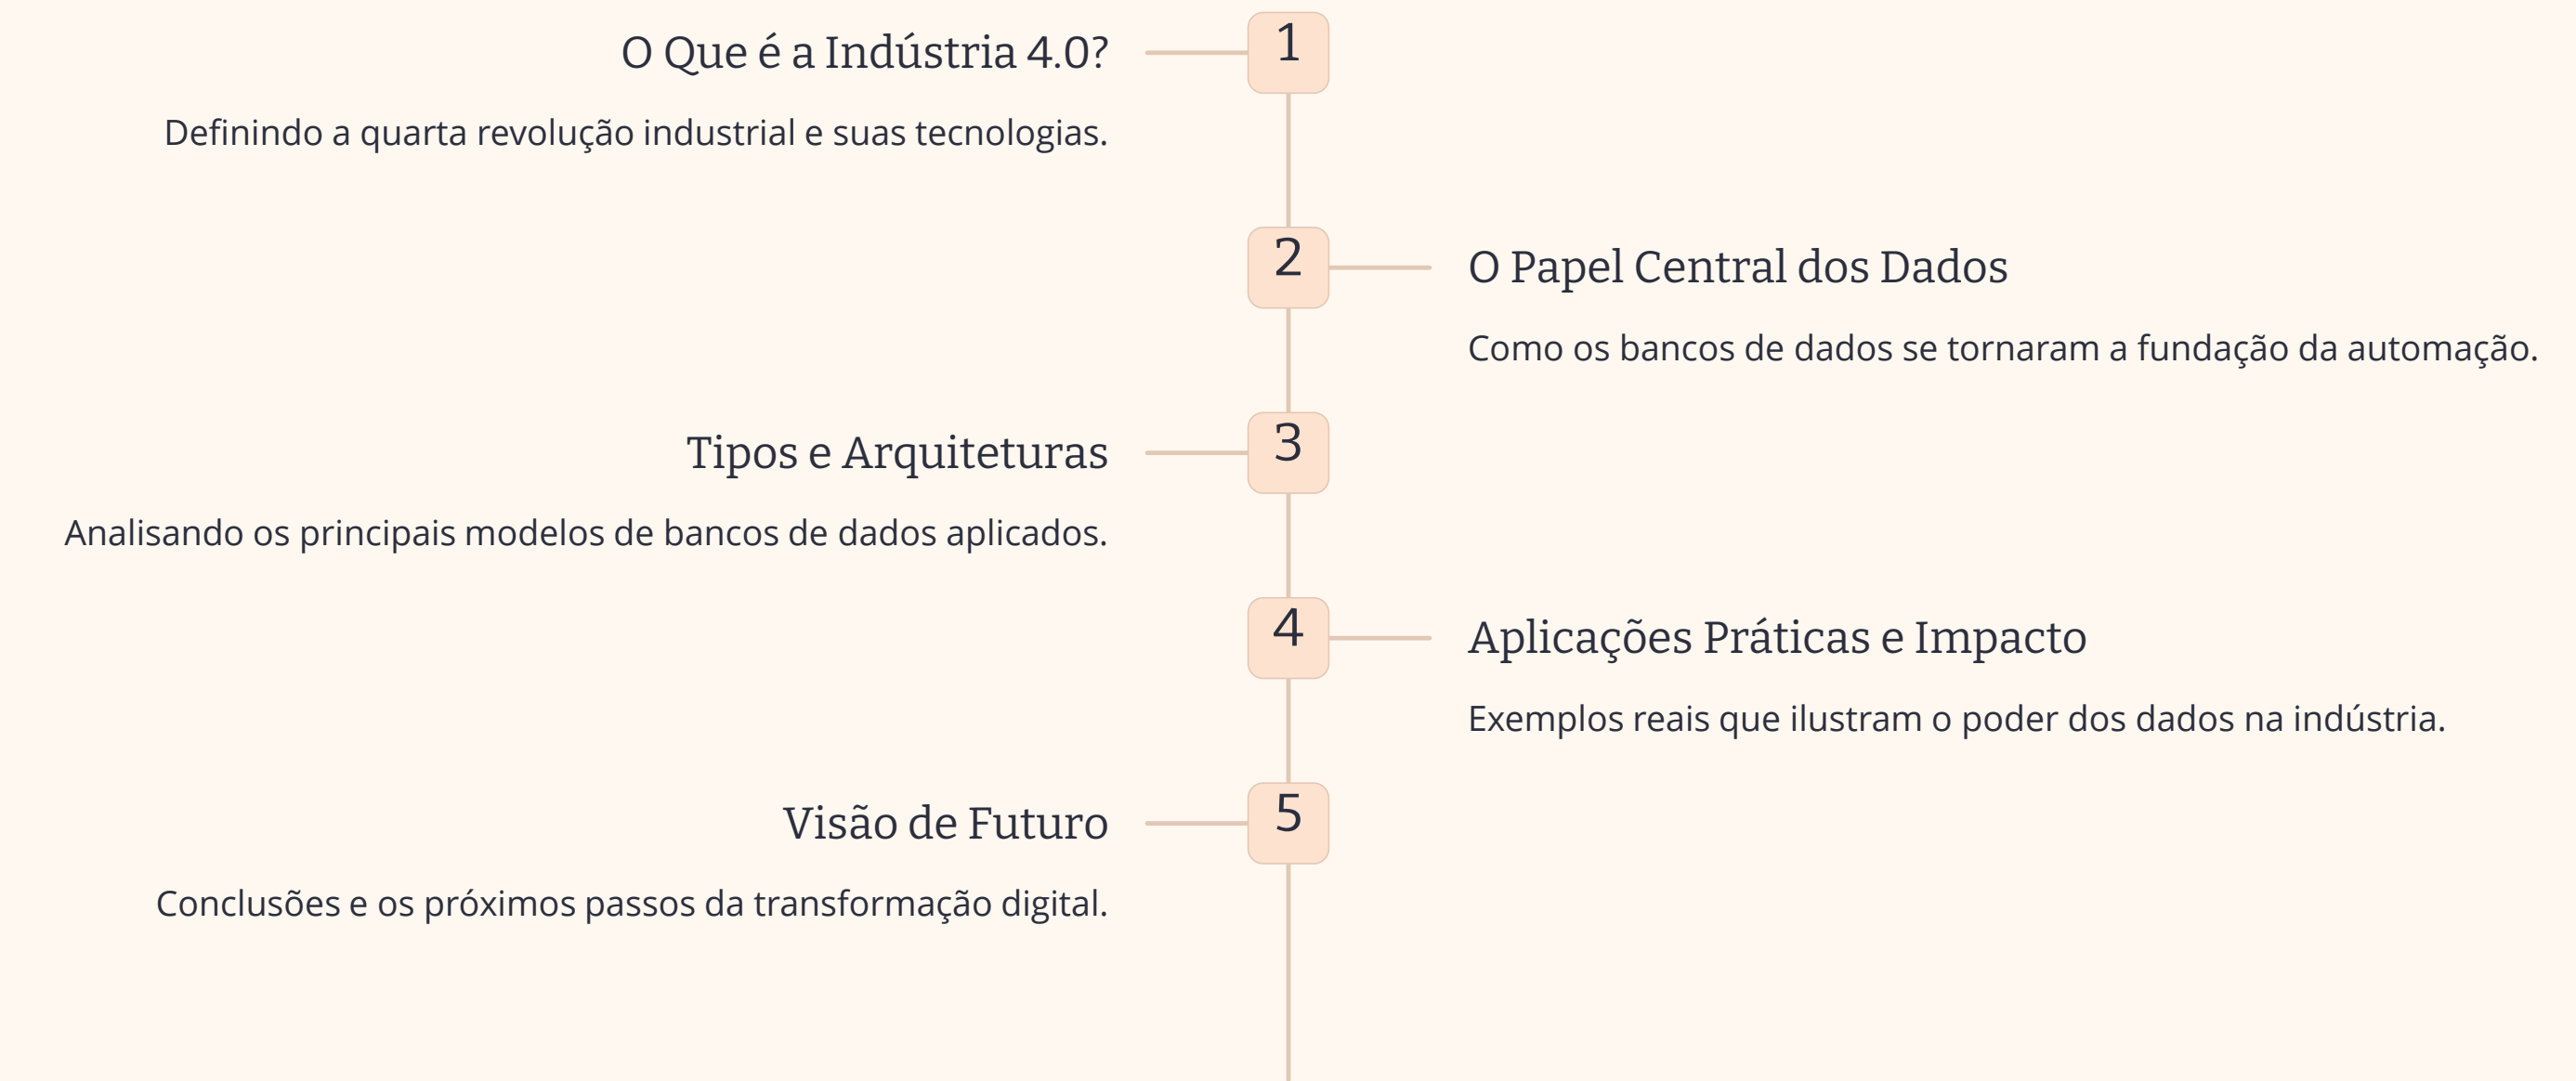 1
O Que é a Indústria 4.0?
Definindo a quarta revolução industrial e suas tecnologias.
2
O Papel Central dos Dados
Como os bancos de dados se tornaram a fundação da automação.
3
Tipos e Arquiteturas
Analisando os principais modelos de bancos de dados aplicados.
4
Aplicações Práticas e Impacto
Exemplos reais que ilustram o poder dos dados na indústria.
5
Visão de Futuro
Conclusões e os próximos passos da transformação digital.